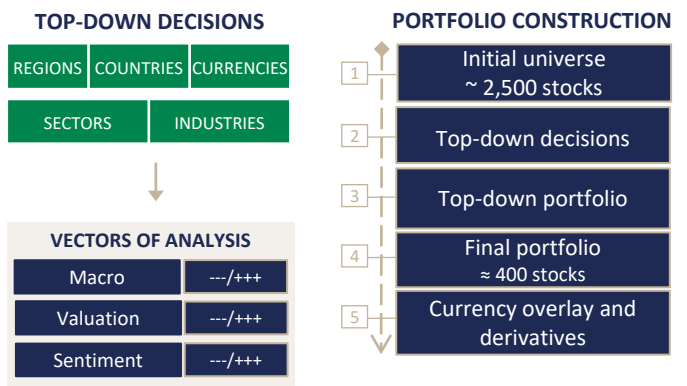 TOP-DOWN DECISIONS
REGIONS COUNTRIES CURRENCIES
SECTORS INDUSTRIES
VECTORS OF ANALYSIS
Macro ---/+++
Valuation ---/+++
Sentiment ---/+++
PORTFOLIO CONSTRUCTION
1 Initial universe
~ 2,500 stocks
2 Top-down decisions
3 Top-down portfolio
4 Final portfolio
≈ 400 stocks
5 Currency overlay and
derivatives